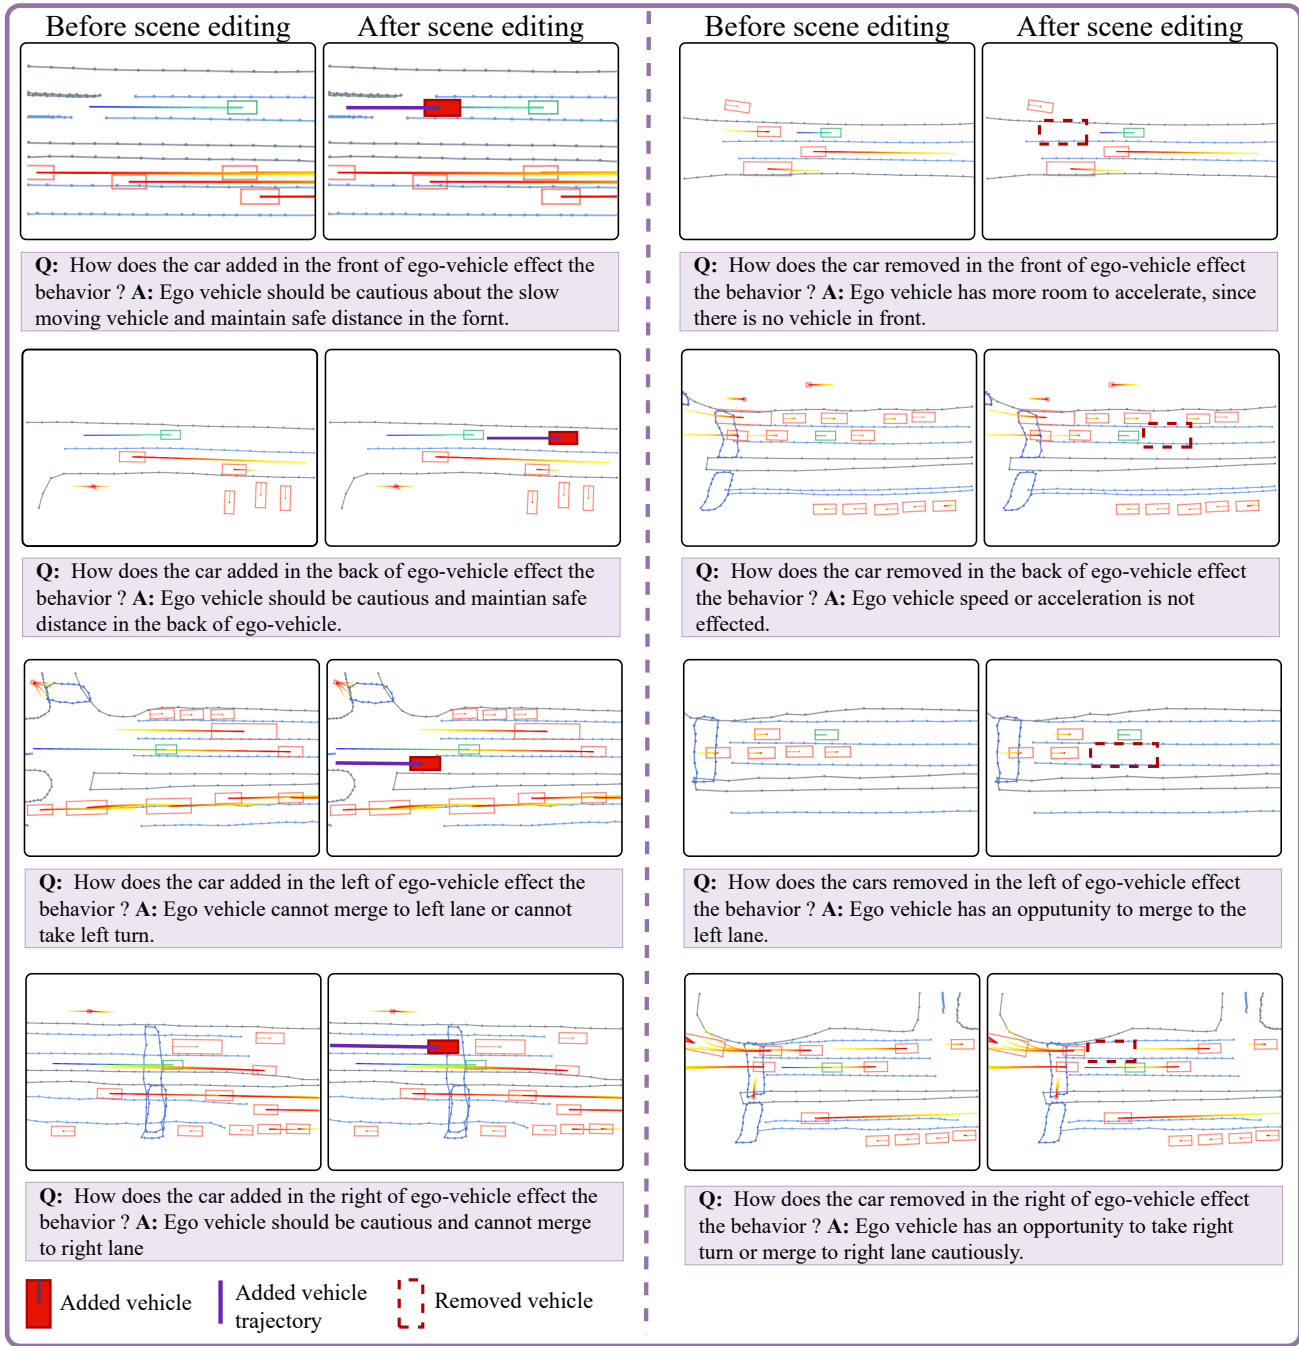 Before scene editing
After scene editing
Q: How does the car added in the front of ego-vehicle effect the
behavior ? A: Ego vehicle should be cautious about the slow
moving vehicle and maintain safe distance in the fornt.
Q: How does the car added in the back of ego-vehicle effect the
behavior ? A: Ego vehicle should be cautious and maintian safe
distance in the back of ego-vehicle.
Q: How does the car added in the left of ego-vehicle effect the
behavior ? A: Ego vehicle cannot merge to left lane or cannot
take left turn.
Q: How does the car added in the right of ego-vehicle effect the
behavior ? A: Ego vehicle should be cautious and cannot merge
to right lane
Before scene editing
After scene editing
Q: How does the car removed in the front of ego-vehicle effect
the behavior ? A: Ego vehicle has more room to accelerate, since
there is no vehicle in front.
Q: How does the car removed in the back of ego-vehicle effect
the behavior ? A: Ego vehicle speed or acceleration is not
effected.
Q: How does the cars removed in the left of ego-vehicle effect
the behavior ? A: Ego vehicle has an opputunity to merge to the
left lane.
Q: How does the car removed in the right of ego-vehicle effect
the behavior ? A: Ego vehicle has an opportunity to take right
turn or merge to right lane cautiously.
Added vehicle
Added vehicle
trajectory
Removed vehicle